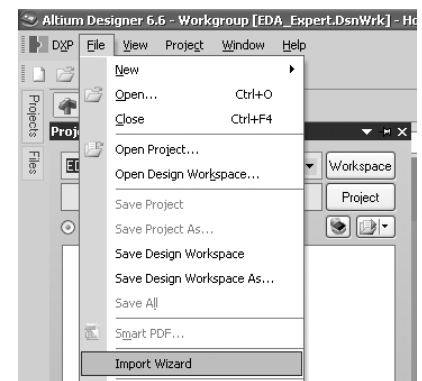 Altium Designer 6.6 - Workgroup [EDA_Expert.DsnWrk] - Ho
DXP File View Project Window Help
New
Open... Ctrl+O
Close Ctrl+F4
Open Project...
Open Design Workspace...
Save Project
Save Project As...
Save Design Workspace
Save Design Workspace As...
Save All
Smart PDF...
Import Wizard
Projects
Files
Proj
Workspace
Project